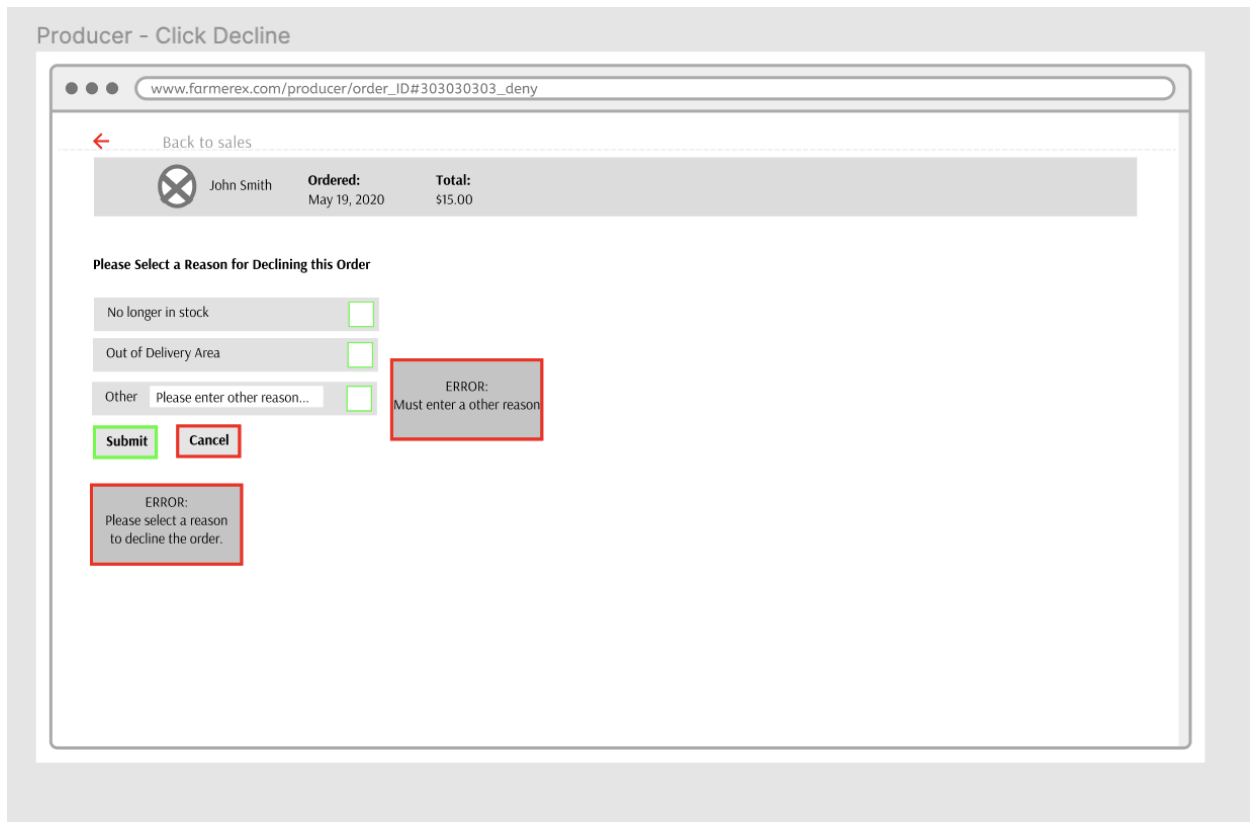 Producer - Click Decline
www.farmerex.com/producer/order_ID#303030303_deny
Back to sales
John Smith
Ordered:
May 19, 2020
Total:
$15.00
Please Select a Reason for Declining this Order
No longer in stock
Out of Delivery Area
Other
Please enter other reason...
ERROR:
Must enter a other reason
Submit
Cancel
ERROR:
Please select a reason
to decline the order.